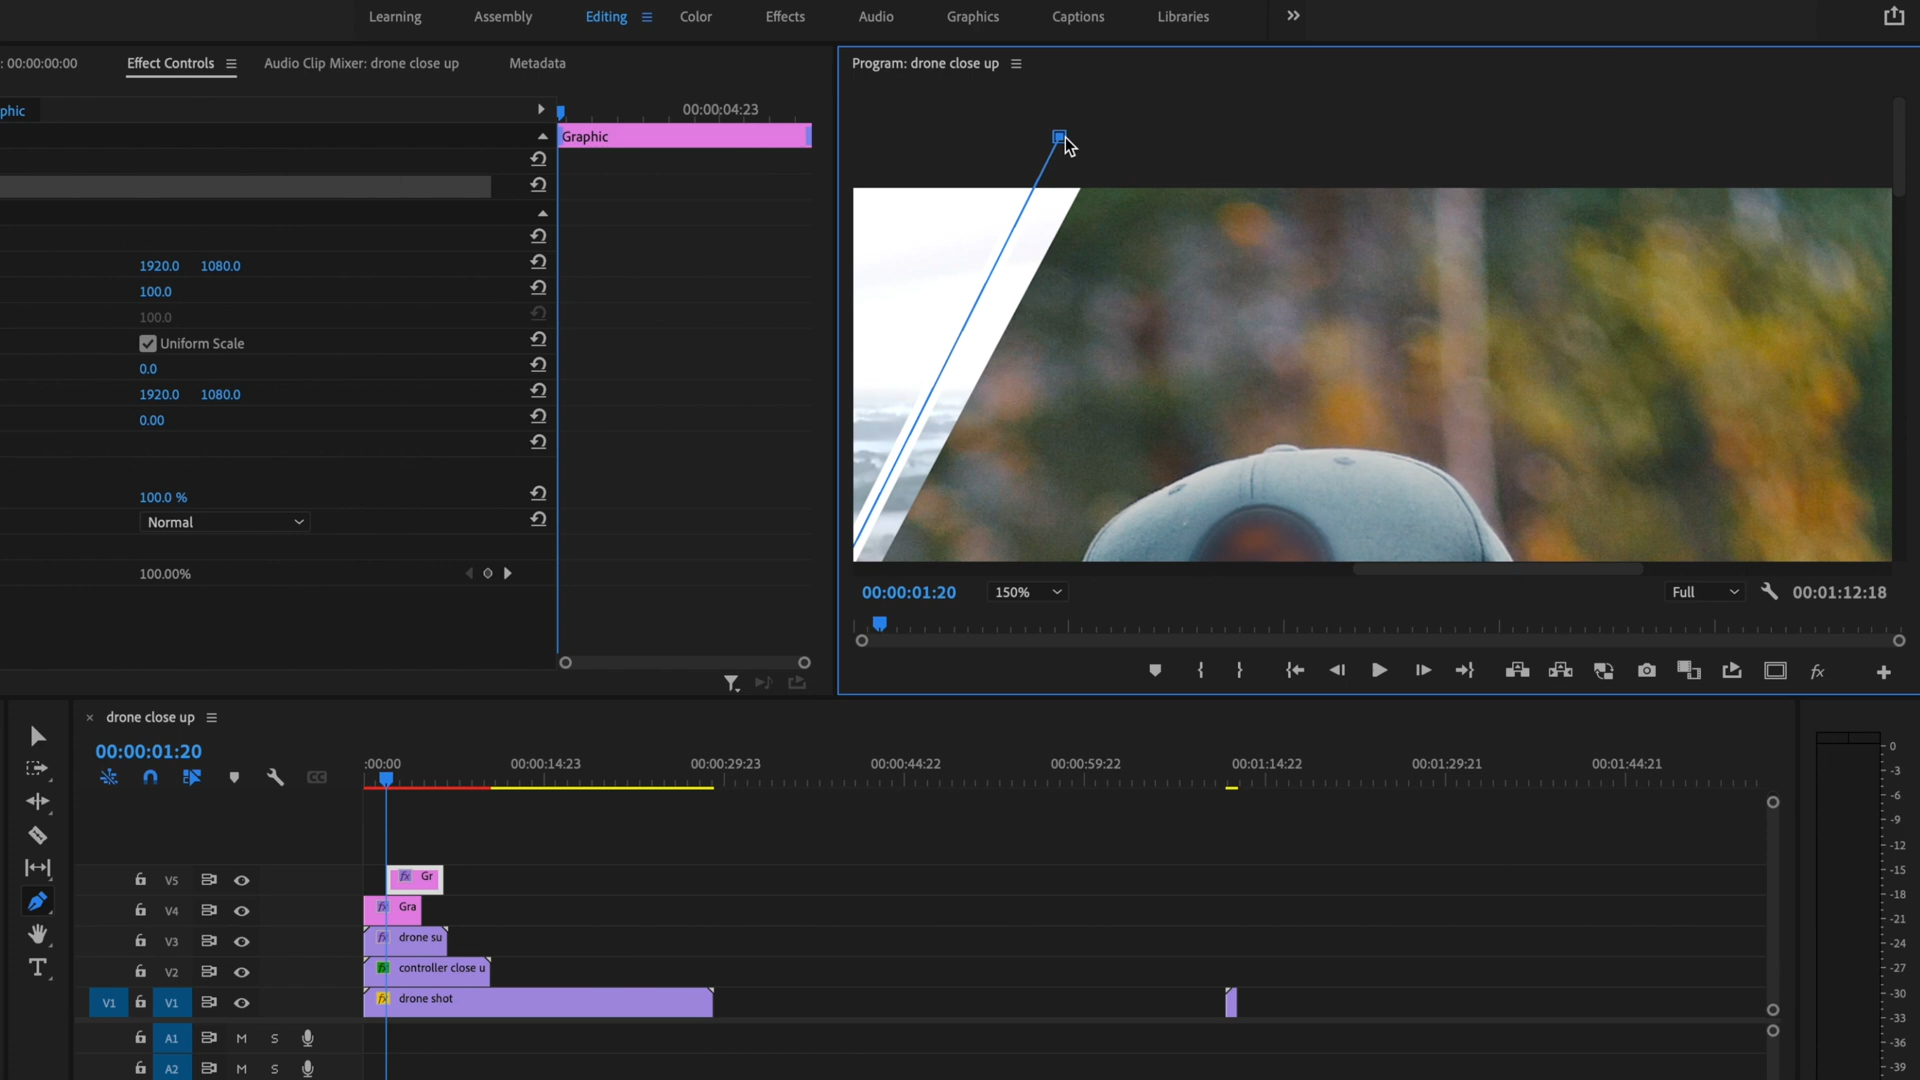 Learning Assembly Editing Color Effects Audio Graphics Captions Libraries
: 00:00:00:00 Effect Controls Audio Clip Mixer: drone close up Metadata
Program: drone close up
phic
00:00:04:23
Graphic
1920.0 1080.0
100.0
100.0
Uniform Scale
0.0
1920.0 1080.0
0.00
100.0 %
Normal
100.00%
00:00:01:20 150% Full 00:01:12:18
fx
drone close up
00:00:01:20
CC
:00:00 00:00:14:23 00:00:29:23 00:00:44:22 00:00:59:22 00:01:14:22 00:01:29:21 00:01:44:21
V5 fx Gr
V4 fx Gra
V3 fx drone su
V2 fx controller close u
V1 V1 fx drone shot
A1 M S
A2 M S
0
-3
-6
-9
-12
-15
-18
-21
-24
-27
-30
-33
-36
-39